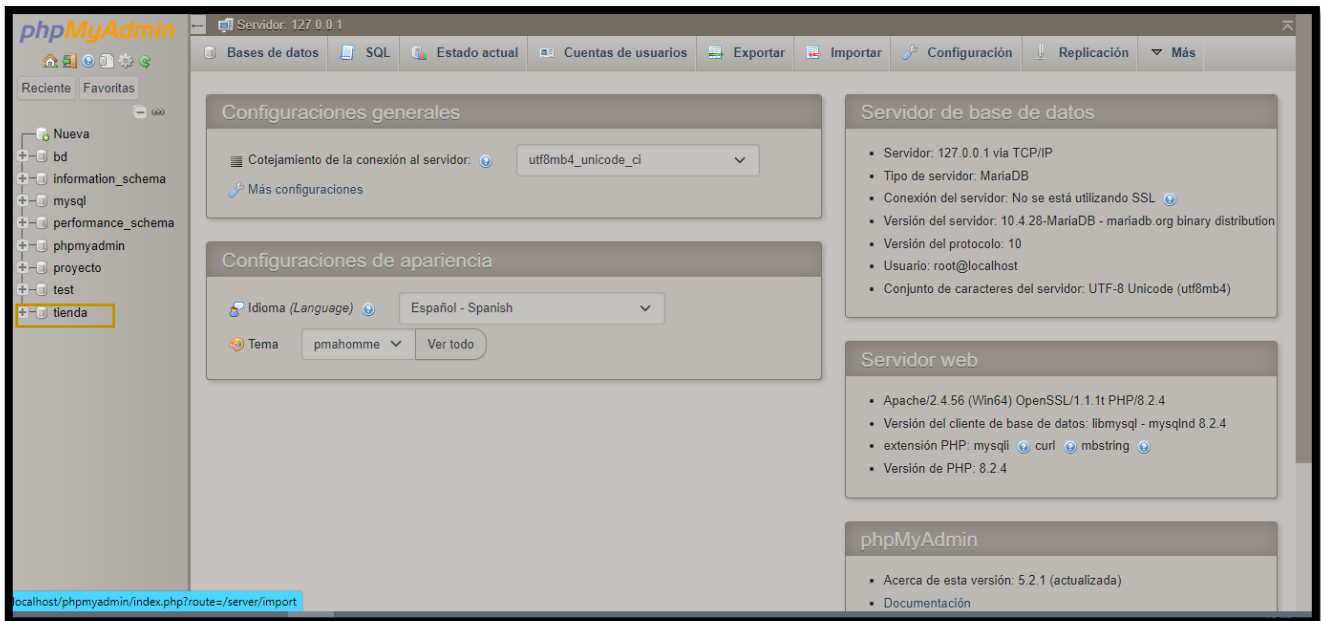 phpMyAdmin
Reciente Favoritas
Nueva
bd
information_schema
mysql
performance_schema
phpmyadmin
proyecto
test
tienda
Servidor: 127.0.0.1
Bases de datos SQL Estado actual Cuentas de usuarios Exportar Importar Configuración Replicación Más
Configuraciones generales
Cotejamiento de la conexión al servidor: utf8mb4_unicode_ci
Más configuraciones
Configuraciones de apariencia
Idioma (Language) Español - Spanish
Tema pmahomme Ver todo
Servidor de base de datos
• Servidor: 127.0.0.1 via TCP/IP
• Tipo de servidor: MariaDB
• Conexión del servidor: No se está utilizando SSL
• Versión del servidor: 10.4.28-MariaDB - mariadb.org binary distribution
• Versión del protocolo: 10
• Usuario: root@localhost
• Conjunto de caracteres del servidor: UTF-8 Unicode (utf8mb4)
Servidor web
• Apache/2.4.56 (Win64) OpenSSL/1.1.1t PHP/8.2.4
• Versión del cliente de base de datos: libmysql - mysqlnd 8.2.4
• extensión PHP: mysqli curl mbstring
• Versión de PHP: 8.2.4
phpMyAdmin
• Acerca de esta versión: 5.2.1 (actualizada)
• Documentación
localhost/phpmyadmin/index.php?route=/server/import